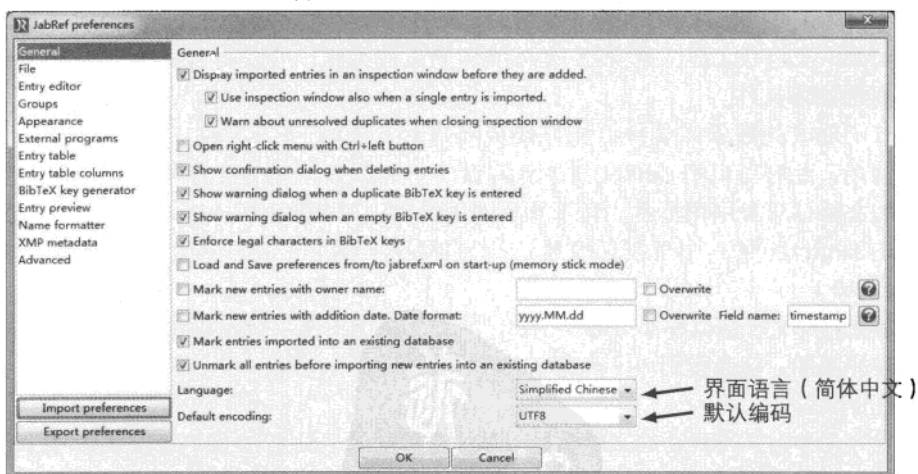 JabRef preferences
General
File
Entry editor
Groups
Appearance
External programs
Entry table
Entry table columns
BibTeX key generator
Entry preview
Name formatter
XMP metadata
Advanced
Import preferences
Export preferences
General
Display imported entries in an inspection window before they are added.
Use inspection window also when a single entry is imported.
Warn about unresolved duplicates when closing inspection window
Open right-click menu with Ctrl+left button
Show confirmation dialog when deleting entries
Show warning dialog when a duplicate BibTeX key is entered
Show warning dialog when an empty BibTeX key is entered
Enforce legal characters in BibTeX keys
Load and Save preferences from/to jabref.xml on start-up (memory stick mode)
Mark new entries with owner name: Overwrite
Mark new entries with addition date. Date format: yyyy.MM.dd Overwrite Field name: timestamp
Mark entries imported into an existing database
Unmark all entries before importing new entries into an existing database
Language: Simplified Chinese 界面语言(简体中文)
Default encoding: UTF8 默认编码
OK Cancel